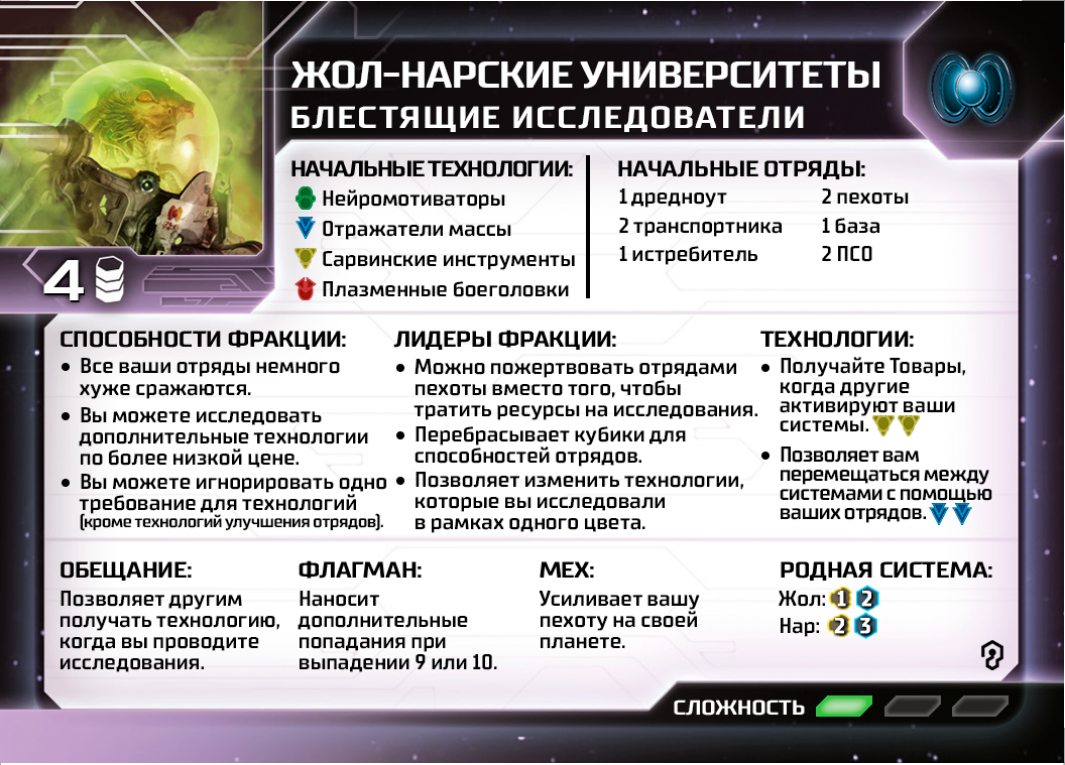 ЖОЛ-НАРСКИЕ УНИВЕРСИТЕТЫ
БЛЕСТЯЩИЕ ИССЛЕДОВАТЕЛИ
4
НАЧАЛЬНЫЕ ТЕХНОЛОГИИ:
Нейромотиваторы
Отражатели массы
Сарвинские инструменты
Плазменные боеголовки
НАЧАЛЬНЫЕ ОТРЯДЫ:
1 дредноут
2 транспортника
1 истребитель
2 пехоты
1 база
2 ПСО
СПОСОБНОСТИ ФРАКЦИИ:
• Все ваши отряды немного
хуже сражаются.
• Вы можете исследовать
дополнительные технологии
по более низкой цене.
• Вы можете игнорировать одно
требование для технологий
(кроме технологий улучшения отрядов).
ЛИДЕРЫ ФРАКЦИИ:
• Можно пожертвовать отрядами
пехоты вместо того, чтобы
тратить ресурсы на исследования.
• Перебрасывает кубики для
способностей отрядов.
• Позволяет изменить технологии,
которые вы исследовали
в рамках одного цвета.
ТЕХНОЛОГИИ:
• Получайте Товары,
когда другие
активируют ваши
системы.
• Позволяет вам
перемещаться между
системами с помощью
ваших отрядов.
ОБЕЩАНИЕ:
Позволяет другим
получать технологию,
когда вы проводите
исследования.
ФЛАГМАН:
Наносит
дополнительные
попадания при
выпадении 9 или 10.
МЕХ:
Усиливает вашу
пехоту на своей
планете.
РОДНАЯ СИСТЕМА:
Жол: 1 2
Нар: 2 3
СЛОЖНОСТЬ